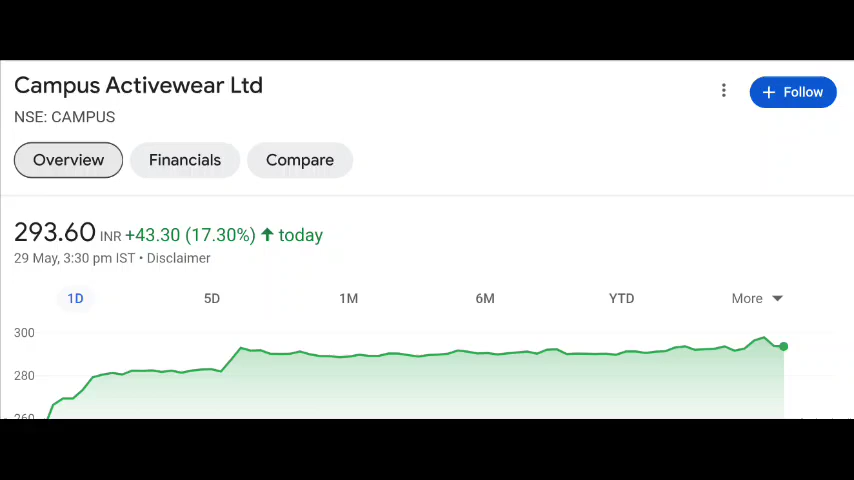 Campus Activewear Ltd
NSE: CAMPUS
+ Follow
Overview Financials Compare
293.60 INR +43.30 (17.30%) ↑ today
29 May, 3:30 pm IST • Disclaimer
1D 5D 1M 6M YTD More
300
280
260